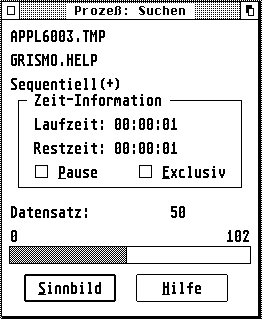 Prozeß: Suchen
APPL6003.TMP
GRISMO.HELP
Sequentiell(+)
Zeit-Information
Laufzeit: 00:00:01
Restzeit: 00:00:01
Pause Exclusiv
Datensatz: 50
0 102
Sinnbild Hilfe